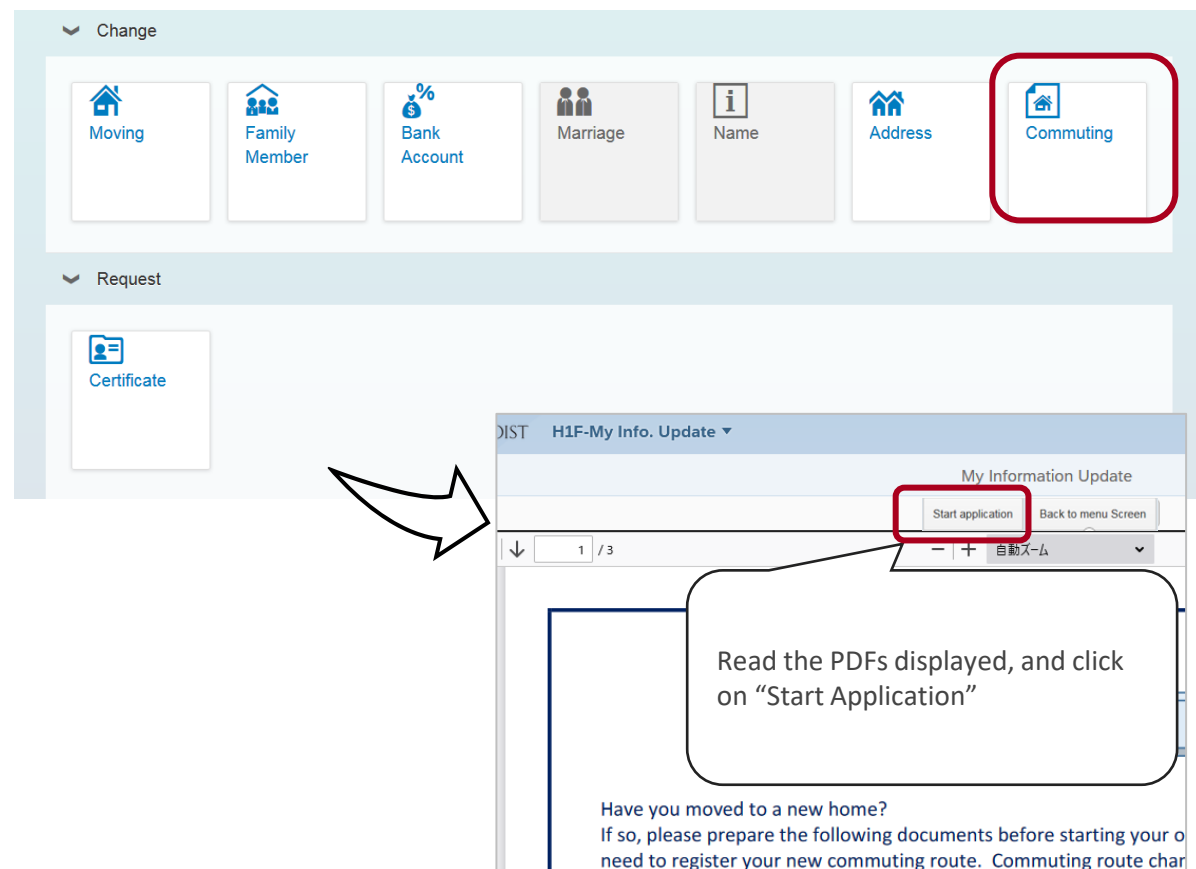 Change
Moving
Family
Member
Bank
Account
Marriage
Name
Address
Commuting
Request
Certificate
H1F-My Info. Update
My Information Update
Start application
Back to menu Screen
1 / 3
自動ズーム
Read the PDFs displayed, and click
on “Start Application”
Have you moved to a new home?
If so, please prepare the following documents before starting your
need to register your new commuting route. Commuting route